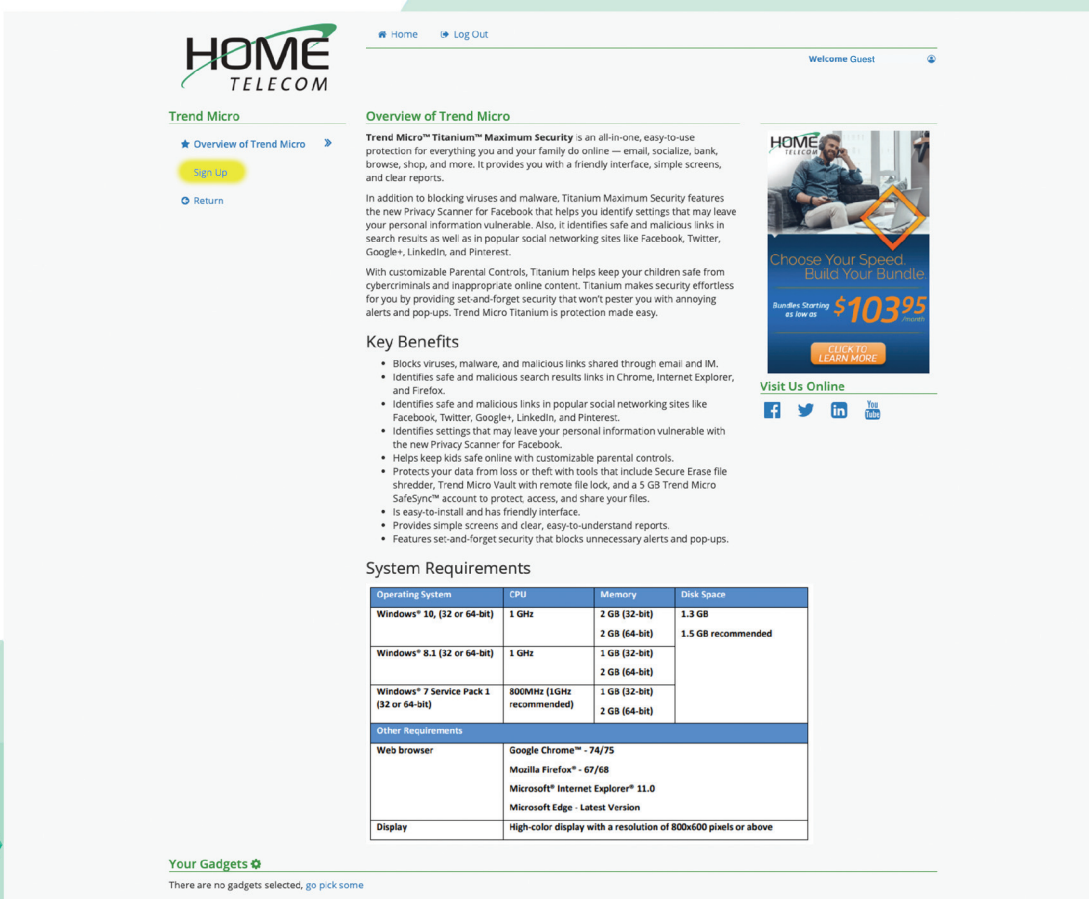 HOME
TELECOM
Home
Log Out
Welcome Guest
Trend Micro
Overview of Trend Micro
Sign Up
Return
Overview of Trend Micro
Trend Micro™ Titanium™ Maximum Security is an all-in-one, easy-to-use
protection for everything you and your family do online — email, socialize, bank,
browse, shop, and more. It provides you with a friendly interface, simple screens,
and clear reports.
In addition to blocking viruses and malware, Titanium Maximum Security features
the new Privacy Scanner for Facebook that helps you identify settings that may leave
your personal information vulnerable. Also, it identifies safe and malicious links in
search results as well as in popular social networking sites like Facebook, Twitter,
Google+, LinkedIn, and Pinterest.
With customizable Parental Controls, Titanium helps keep your children safe from
cybercriminals and inappropriate online content. Titanium makes security effortless
for you by providing set-and-forget security that won't pester you with annoying
alerts and pop-ups. Trend Micro Titanium is protection made easy.
Key Benefits
• Blocks viruses, malware, and malicious links shared through email and IM.
• Identifies safe and malicious search results links in Chrome, Internet Explorer,
and Firefox.
• Identifies safe and malicious links in popular social networking sites like
Facebook, Twitter, Google+, LinkedIn, and Pinterest.
• Identifies settings that may leave your personal information vulnerable with
the new Privacy Scanner for Facebook.
• Helps keep kids safe online with customizable parental controls.
• Protects your data from loss or theft with tools that include Secure Erase file
shredder, Trend Micro Vault with remote file lock, and a 5 GB Trend Micro
SafeSync™ account to protect, access, and share your files.
• Is easy-to-install and has friendly interface.
• Provides simple screens and clear, easy-to-understand reports.
• Features set-and-forget security that blocks unnecessary alerts and pop-ups.
System Requirements
Operating System CPU Memory Disk Space
Windows® 10, (32 or 64-bit) 1 GHz 2 GB (32-bit) 1.3 GB
2 GB (64-bit) 1.5 GB recommended
Windows® 8.1 (32 or 64-bit) 1 GHz 1 GB (32-bit)
2 GB (64-bit)
Windows® 7 Service Pack 1 800MHz (1GHz 1 GB (32-bit)
(32 or 64-bit) recommended) 2 GB (64-bit)
Other Requirements
Web browser Google Chrome™ - 74/75
Mozilla Firefox® - 67/68
Microsoft® Internet Explorer® 11.0
Microsoft Edge - Latest Version
Display High-color display with a resolution of 800x600 pixels or above
HOME
TELECOM
Choose Your Speed.
Build Your Bundle.
Bundles Starting
as low as
$10395
/month
CLICK TO
LEARN MORE
Visit Us Online
You
Tube
Your Gadgets
There are no gadgets selected, go pick some